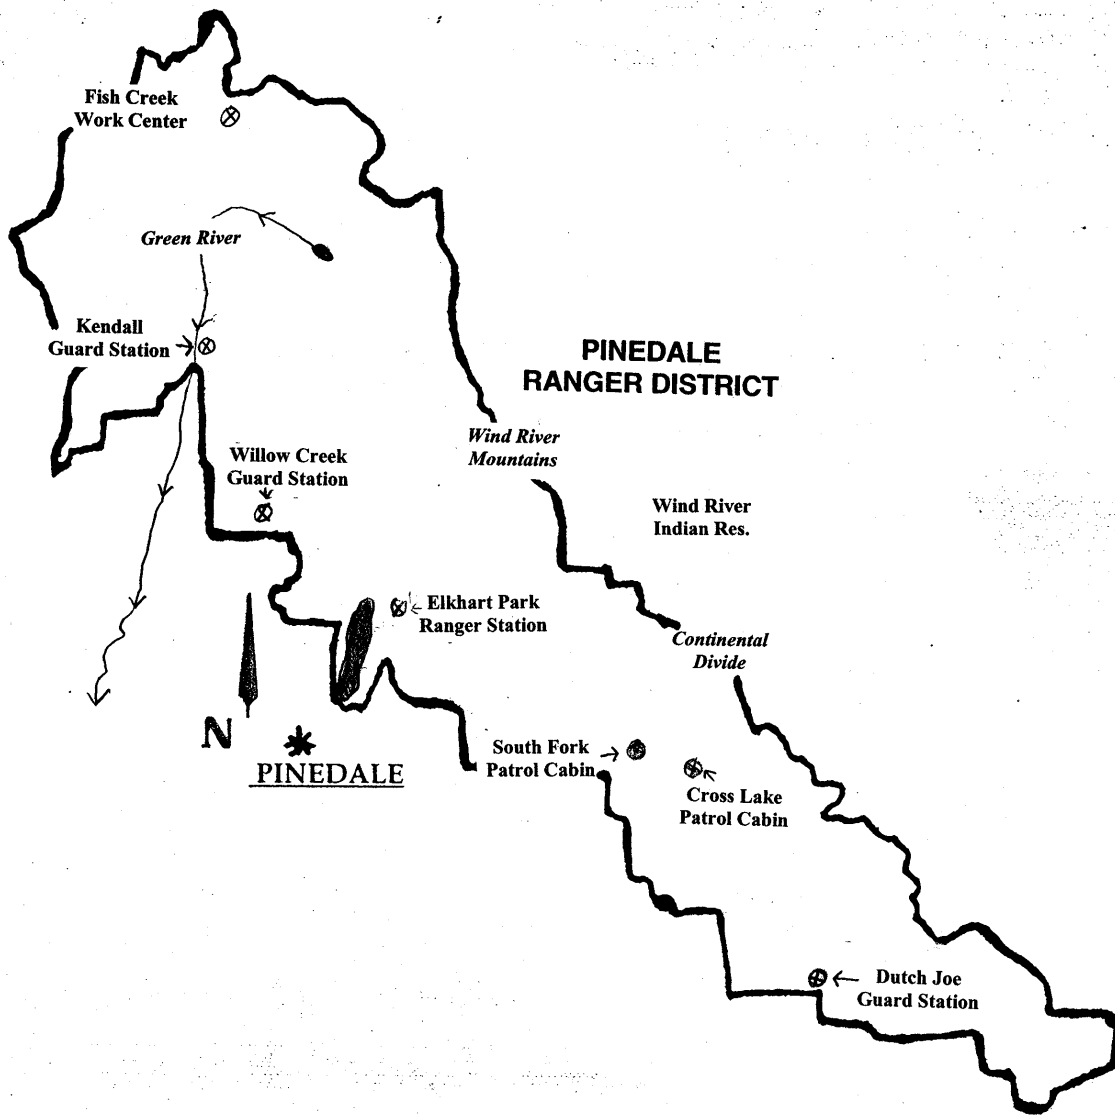 Fish Creek
Work Center
Green River
Kendall
Guard Station
PINEDALE
RANGER DISTRICT
Wind River
Mountains
Willow Creek
Guard Station
Wind River
Indian Res.
Elkhart Park
Ranger Station
Continental
Divide
N
PINEDALE
South Fork
Patrol Cabin
Cross Lake
Patrol Cabin
Dutch Joe
Guard Station